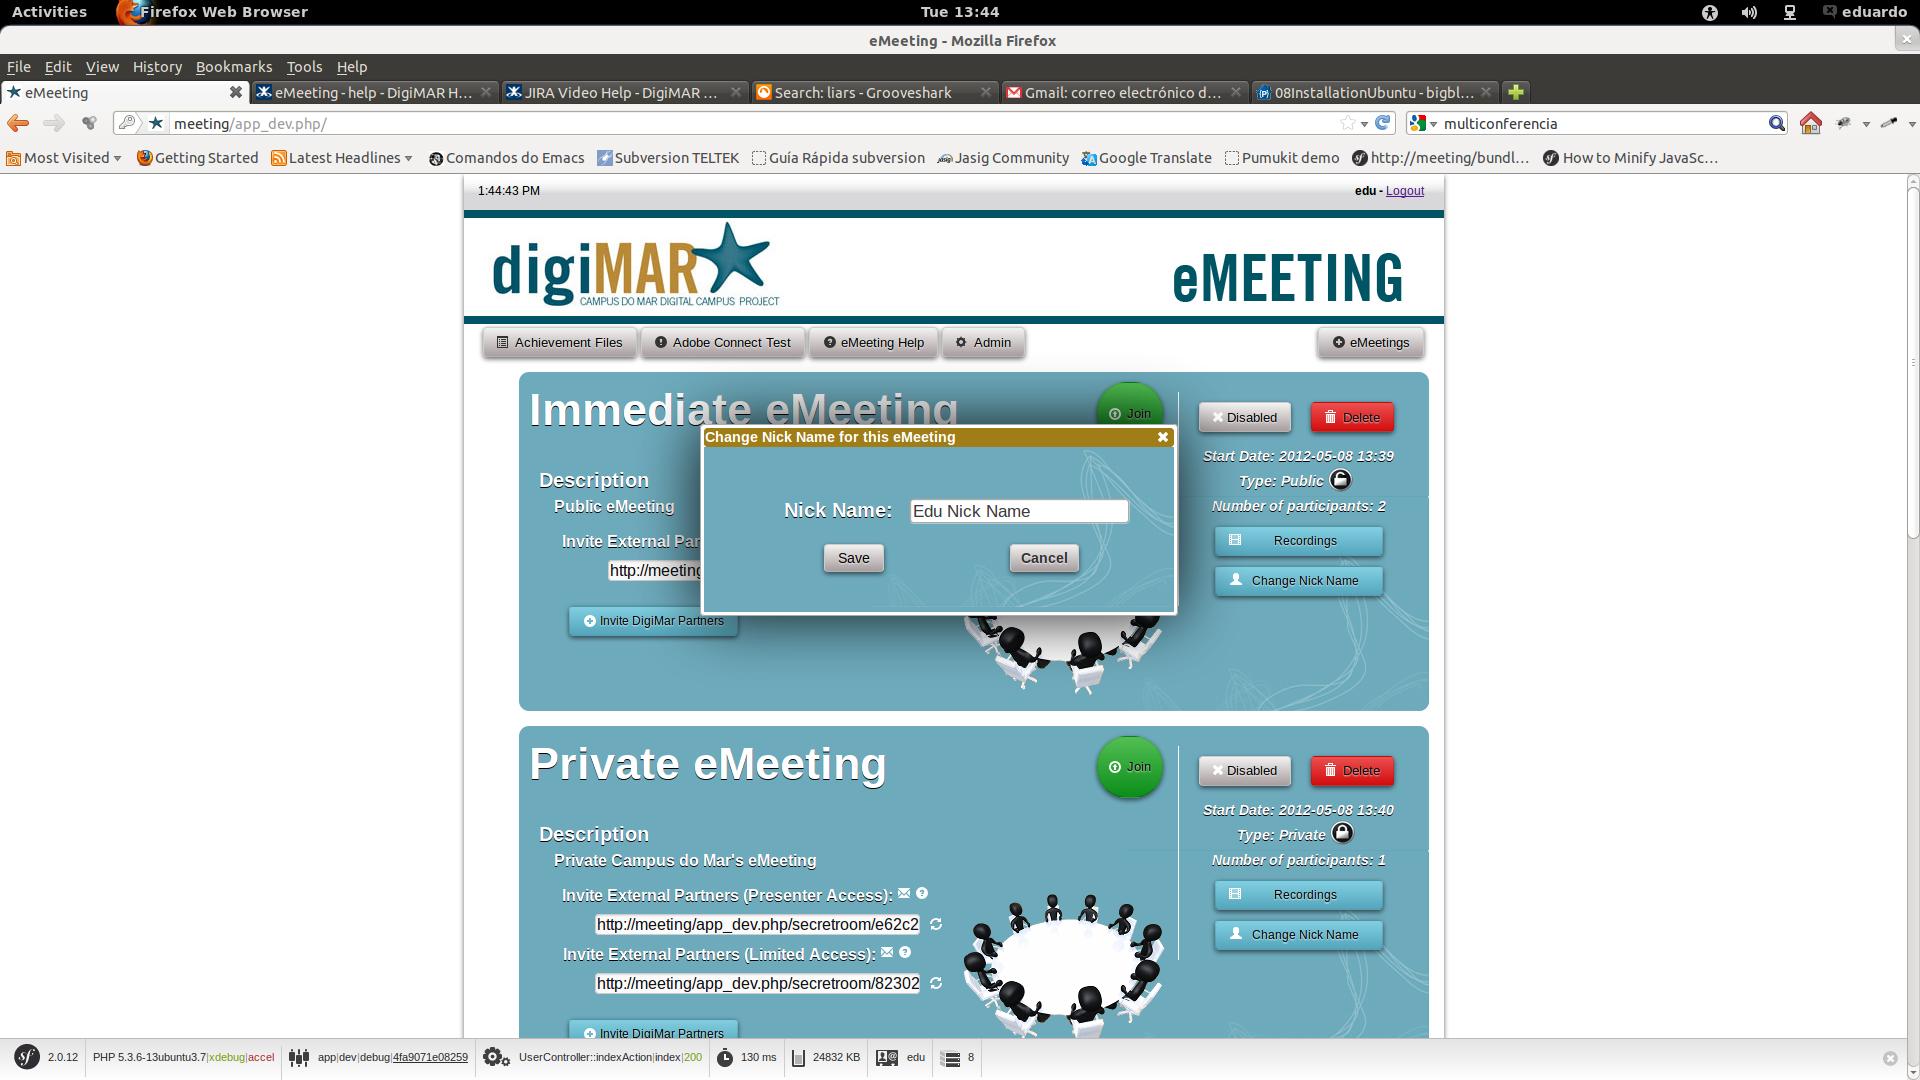 Activities Firefox Web Browser Tue 13:44 eduardo
eMeeting - Mozilla Firefox
File Edit View History Bookmarks Tools Help
eMeeting eMeeting - help - DigiMAR H... JIRA Video Help - DigiMAR ... Search: liars - Grooveshark Gmail: correo electrónico d... 08InstallationUbuntu - bigbl...
meeting/app_dev.php/ multiconferencia
Most Visited Getting Started Latest Headlines Comandos do Emacs Subversion TELTEK Guía Rápida subversion Jasig Community Google Translate Pumukit demo http://meeting/bundl... How to Minify JavaSc...
1:44:43 PM edu - Logout
digiMAR
CAMPUS DO MAR DIGITAL CAMPUS PROJECT
eMEETING
Achievement Files Adobe Connect Test eMeeting Help Admin eMeetings
Immediate eMeeting Join Disabled Delete
Change Nick Name for this eMeeting
Start Date: 2012-05-08 13:39
Description
Type: Public
Public eMeeting
Number of participants: 2
Nick Name: Edu Nick Name
Invite External Par
Recordings
Save Cancel
http://meeting
Change Nick Name
Invite DigiMar Partners
Private eMeeting Join Disabled Delete
Start Date: 2012-05-08 13:40
Description
Type: Private
Private Campus do Mar's eMeeting
Number of participants: 1
Invite External Partners (Presenter Access):
Recordings
http://meeting/app_dev.php/secretroom/e62c2
Change Nick Name
Invite External Partners (Limited Access):
http://meeting/app_dev.php/secretroom/82302
Invite DigiMar Partners
sf 2.0.12 PHP 5.3.6-13ubuntu3.7|xdebug|accel app|dev|debug|4fa9071e08259 UserController::indexAction|index|200 130 ms 24832 KB edu 8